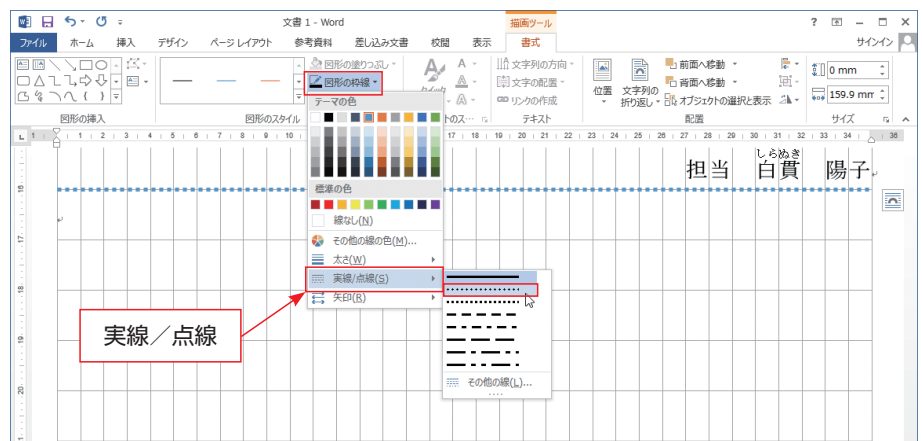 文書 1 - Word
描画ツール
ファイル ホーム 挿入 デザイン ページ レイアウト 参考資料 差し込み文書 校閲 表示 書式 サインイン
図形の塗りつぶし
図形の枠線
文字列の方向
文字の配置
リンクの作成
位置
文字列の
折り返し
前面へ移動
背面へ移動
オブジェクトの選択と表示
0 mm
159.9 mm
図形の挿入 図形のスタイル テキスト 配置 サイズ
テーマの色
標準の色
線なし(N)
その他の線の色(M)...
太さ(W)
実線/点線(S)
矢印(R)
その他の線(L)...
しらぬき
担当 白貫 陽子
実線／点線